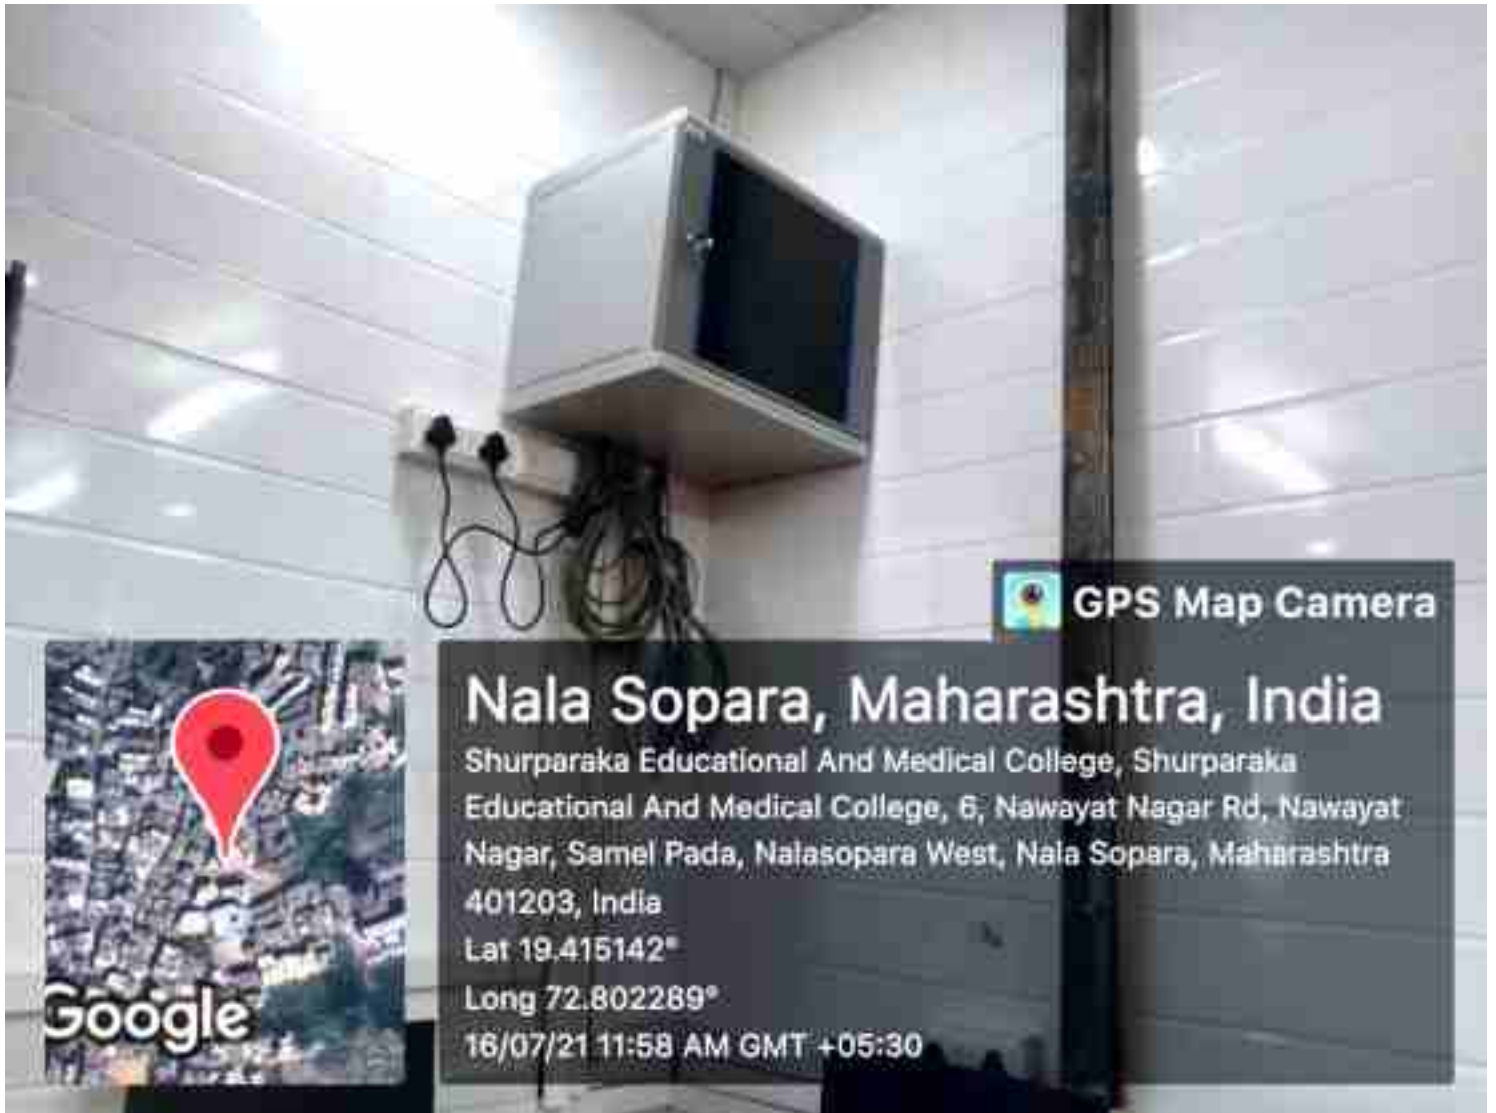 GPS Map Camera
Nala Sopara, Maharashtra, India
Shurparaka Educational And Medical College, Shurparaka
Educational And Medical College, 6, Nawayat Nagar Rd, Nawayat
Nagar, Samel Pada, Nalasopara West, Nala Sopara, Maharashtra
401203, India
Lat 19.415142°
Long 72.802289°
16/07/21 11:58 AM GMT +05:30
Google